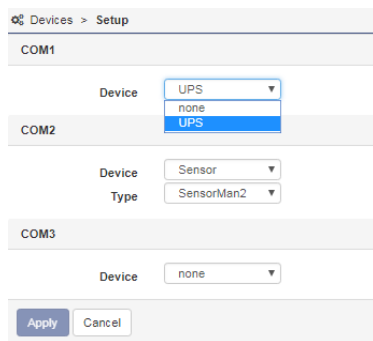 Devices > Setup
COM1
Device UPS
none
UPS
COM2
Device Sensor
Type SensorMan2
COM3
Device none
Apply Cancel